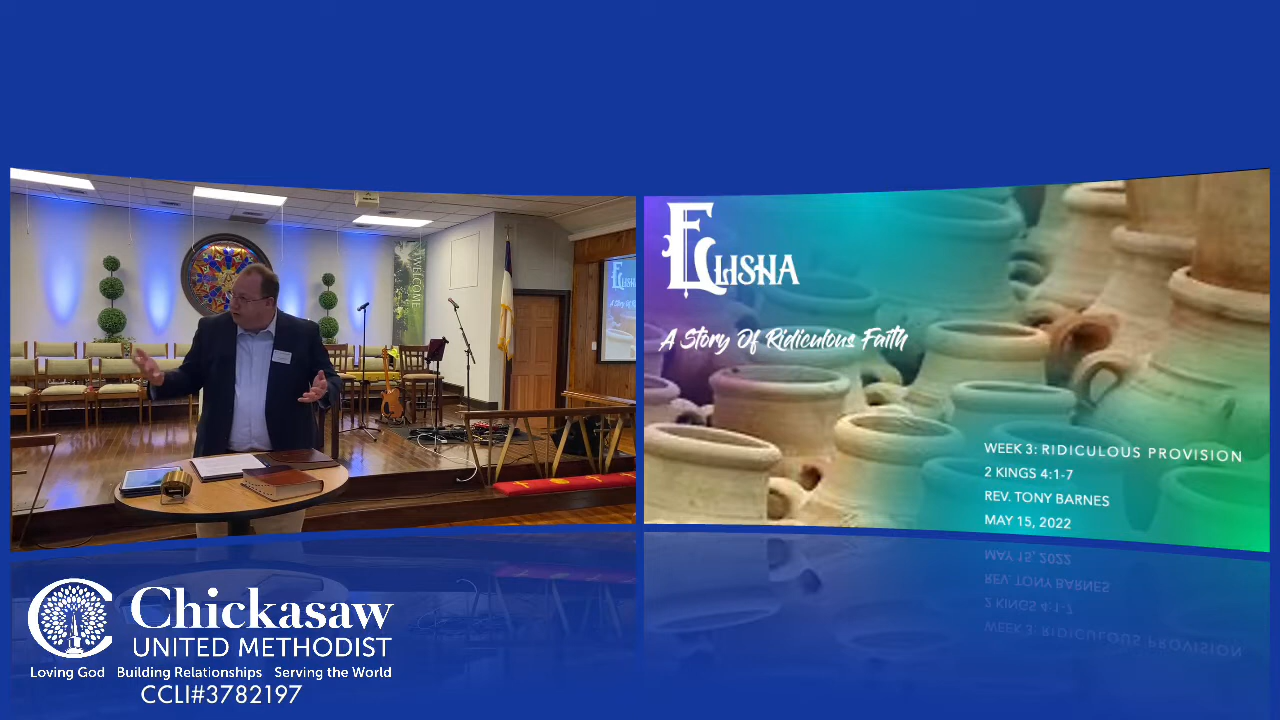 WELCOME
Elisha
A Story Of Ridiculous Faith
WEEK 3: RIDICULOUS PROVISION
2 KINGS 4:1-7
REV. TONY BARNES
MAY 15, 2022
Chickasaw
UNITED METHODIST
Loving God Building Relationships Serving the World
CCLI#3782197